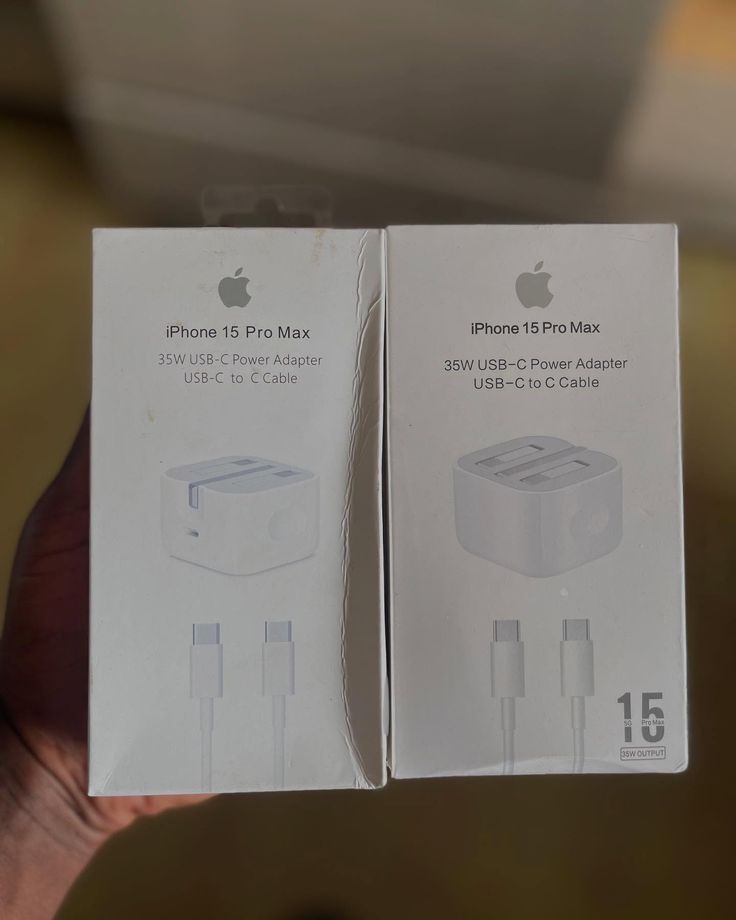 iPhone 15 Pro Max
35W USB-C Power Adapter
USB-C to C Cable
iPhone 15 Pro Max
35W USB-C Power Adapter
USB-C to C Cable
15
5G Pro Max
35W OUTPUT